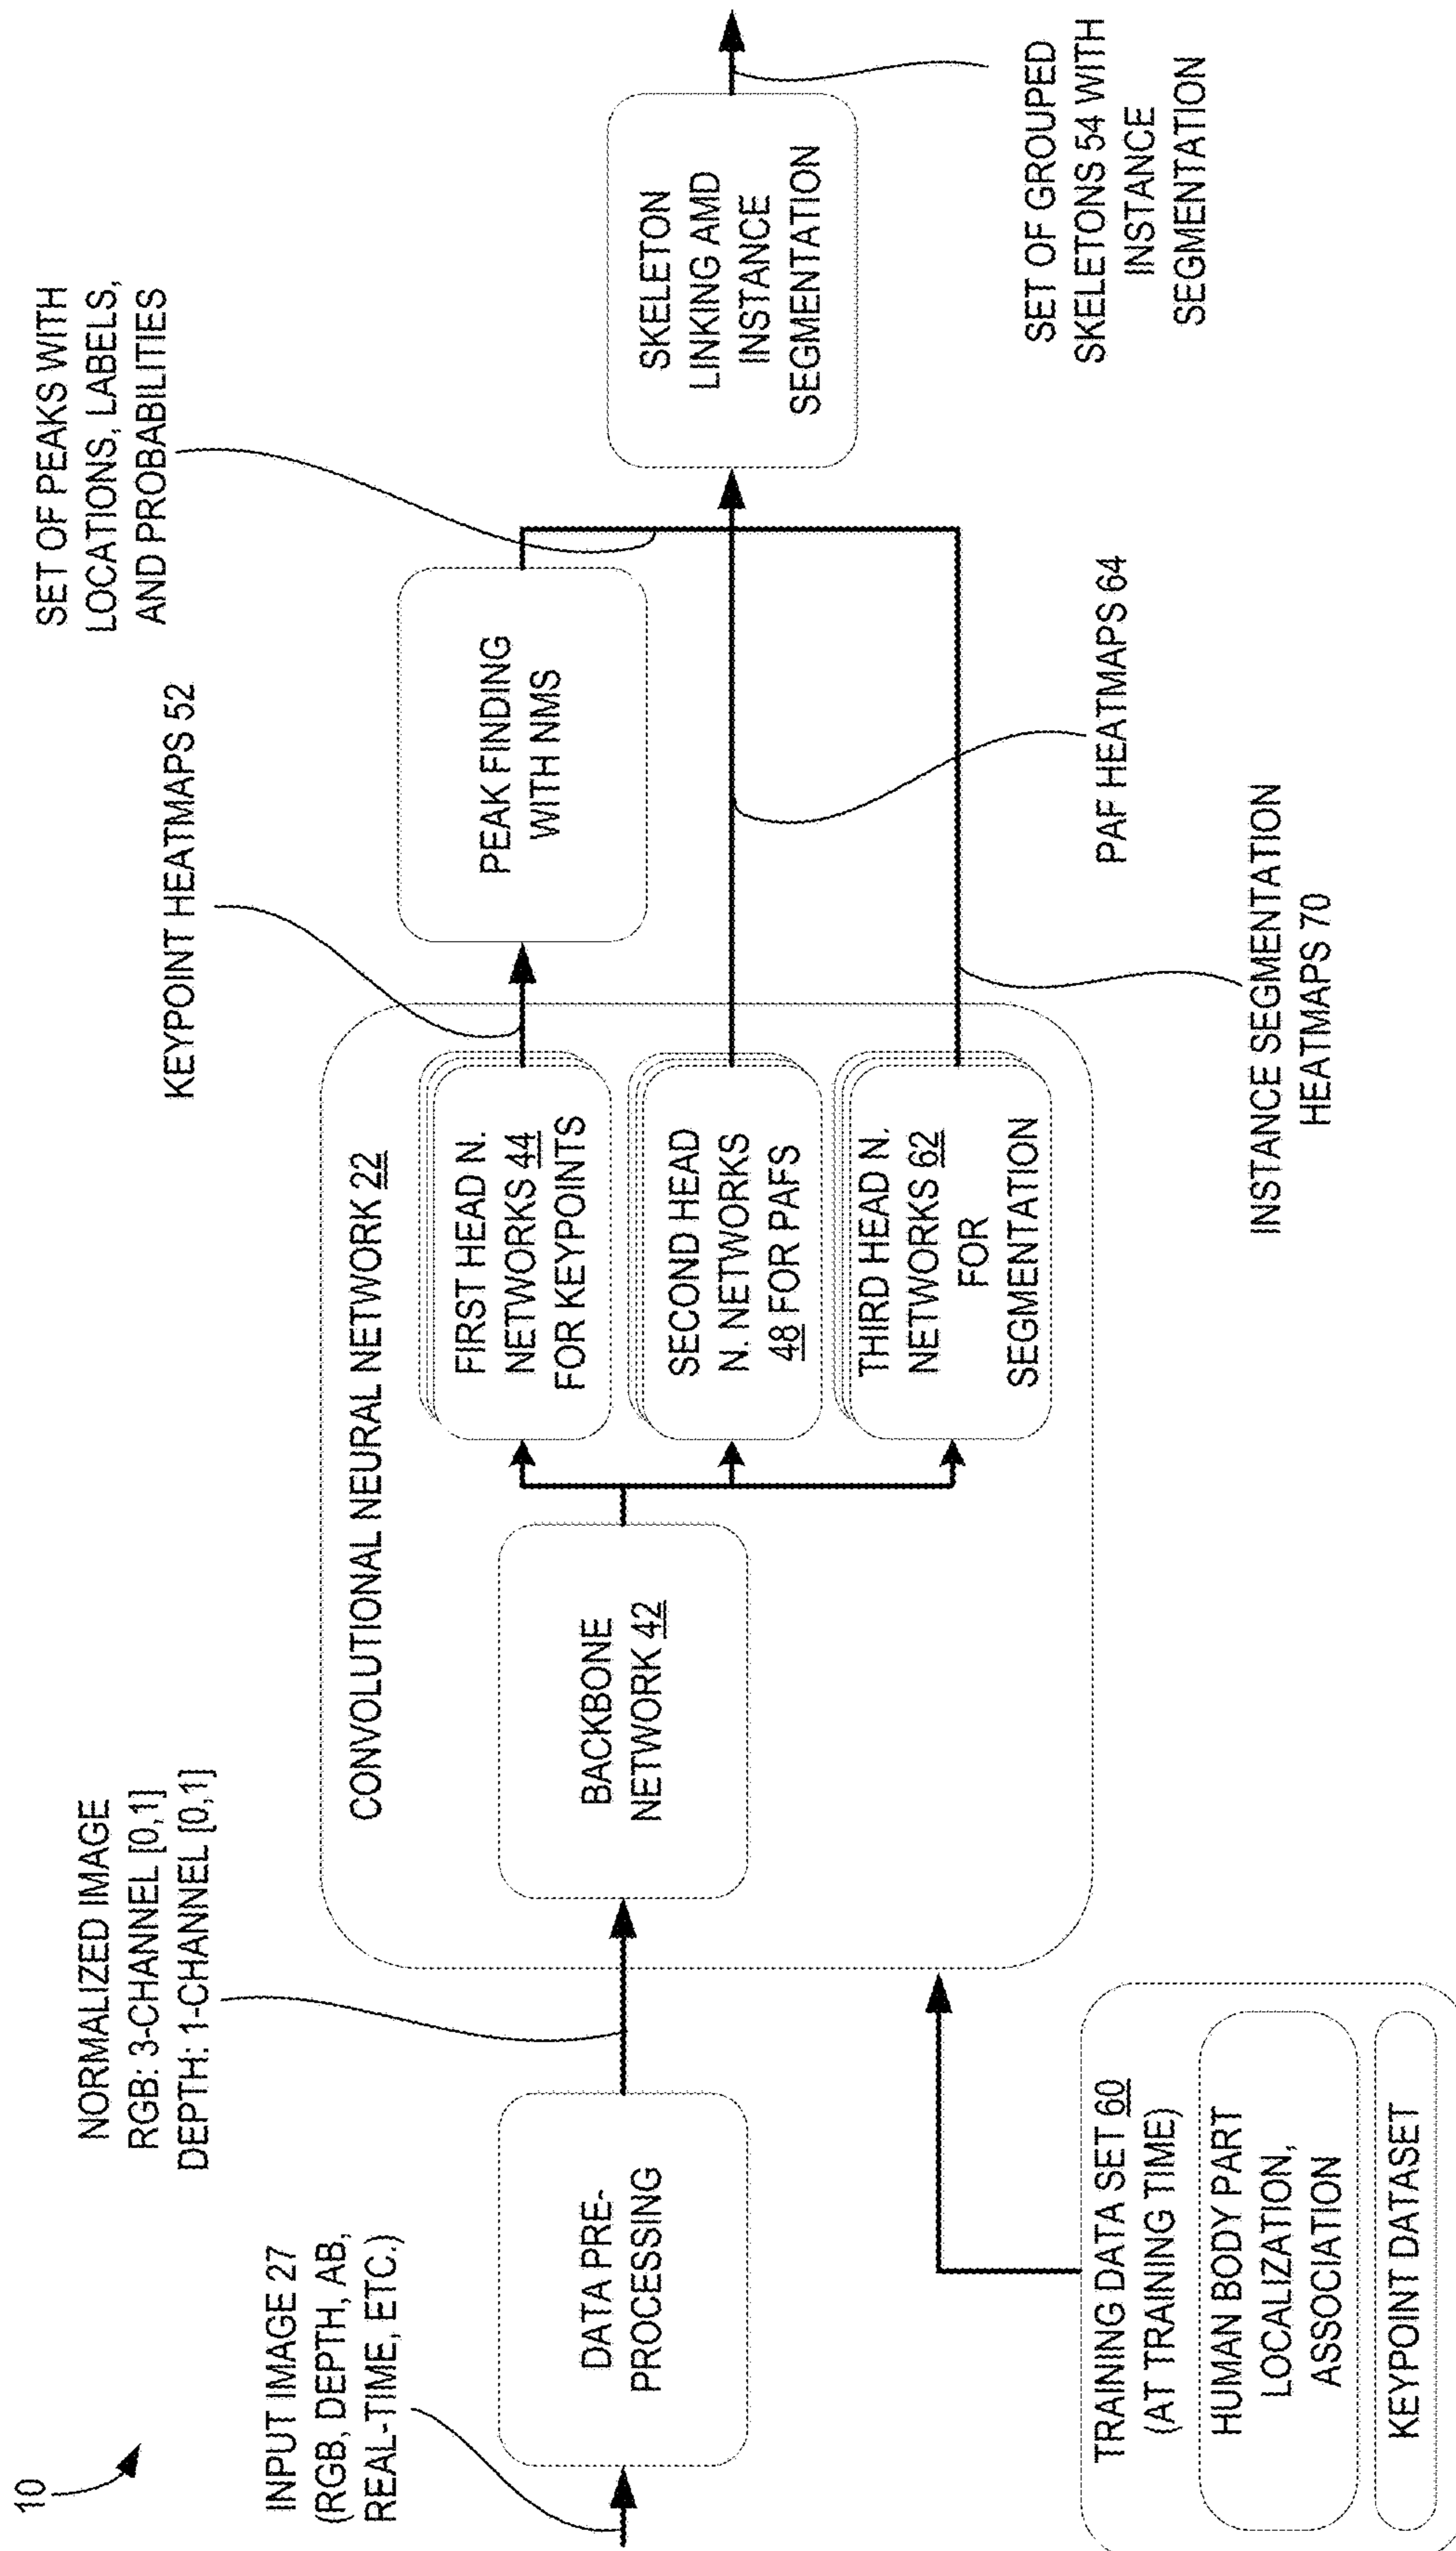 10
INPUT IMAGE 27
(RGB, DEPTH, AB,
REAL-TIME, ETC.)
DATA PRE-
PROCESSING
NORMALIZED IMAGE
RGB: 3-CHANNEL [0,1]
DEPTH: 1-CHANNEL [0,1]
TRAINING DATA SET 60
(AT TRAINING TIME)
HUMAN BODY PART
LOCALIZATION,
ASSOCIATION
KEYPOINT DATASET
CONVOLUTIONAL NEURAL NETWORK 22
BACKBONE
NETWORK 42
FIRST HEAD N.
NETWORKS 44
FOR KEYPOINTS
SECOND HEAD
N. NETWORKS
48 FOR PAFS
THIRD HEAD N.
NETWORKS 62
FOR
SEGMENTATION
KEYPOINT HEATMAPS 52
PEAK FINDING
WITH NMS
SET OF PEAKS WITH
LOCATIONS, LABELS,
AND PROBABILITIES
PAF HEATMAPS 64
INSTANCE SEGMENTATION
HEATMAPS 70
SKELETON
LINKING AMD
INSTANCE
SEGMENTATION
SET OF GROUPED
SKELETONS 54 WITH
INSTANCE
SEGMENTATION